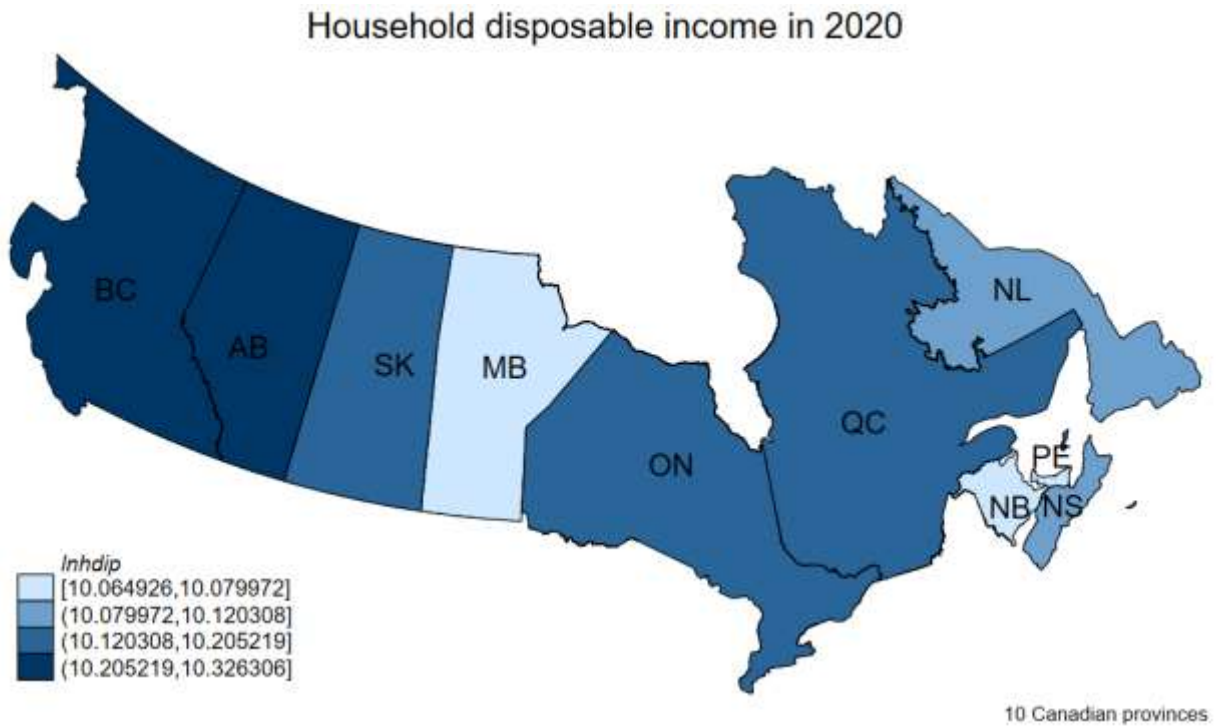 Household disposable income in 2020
BC
AB
SK
MB
ON
QC
NL
PE
NB
NS
lnhdip
[10.064926,10.079972]
(10.079972,10.120308]
(10.120308,10.205219]
(10.205219,10.326306]
10 Canadian provinces